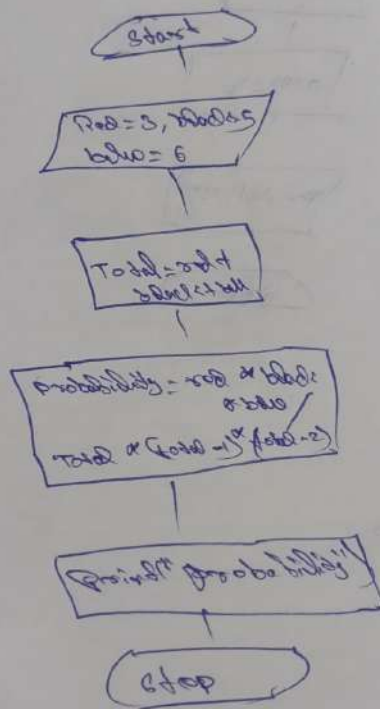 Start
Red = 3, black = 5
blue = 6
Total = red +
black + blue
Probability = red * black
* blue /
Total * (total - 1) * (total - 2)
Print(" probability")
Stop